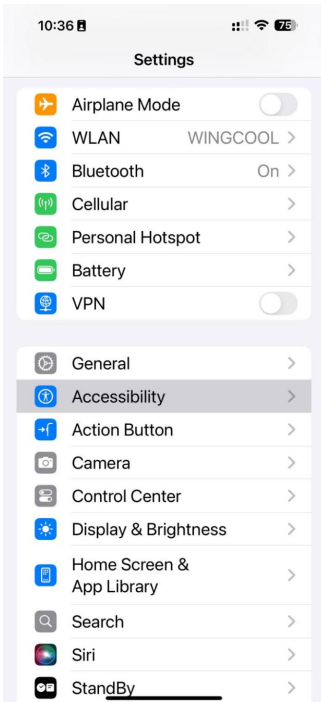 10:36
75
Settings
Airplane Mode
WLAN WINGCOOL
Bluetooth On
Cellular
Personal Hotspot
Battery
VPN
General
Accessibility
Action Button
Camera
Control Center
Display & Brightness
Home Screen &
App Library
Search
Siri
StandBy